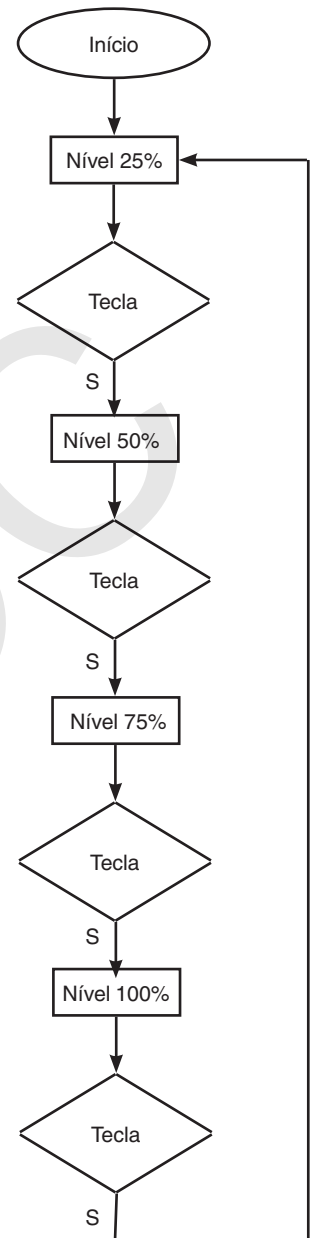 Início
Nível 25%
Tecla
S
Nível 50%
Tecla
S
Nível 75%
Tecla
S
Nível 100%
Tecla
S